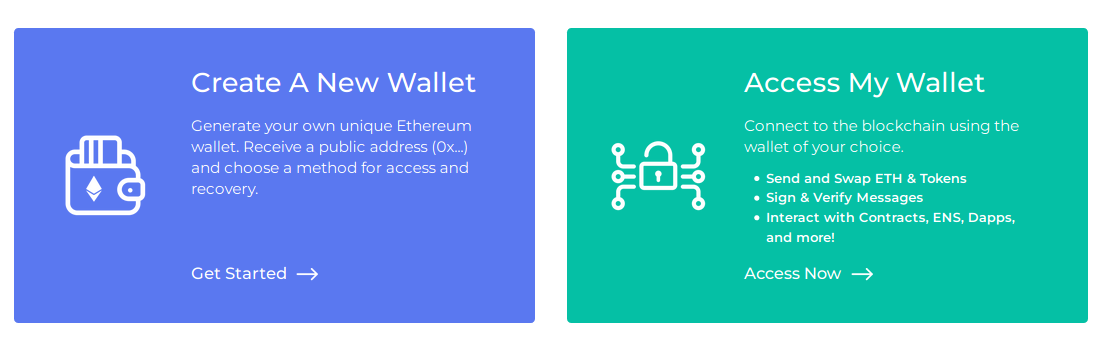 Create A New Wallet
Generate your own unique Ethereum
wallet. Receive a public address (0x...)
and choose a method for access and
recovery.
Get Started
Access My Wallet
Connect to the blockchain using the
wallet of your choice.
Send and Swap ETH & Tokens
Sign & Verify Messages
Interact with Contracts, ENS, Dapps,
and more!
Access Now